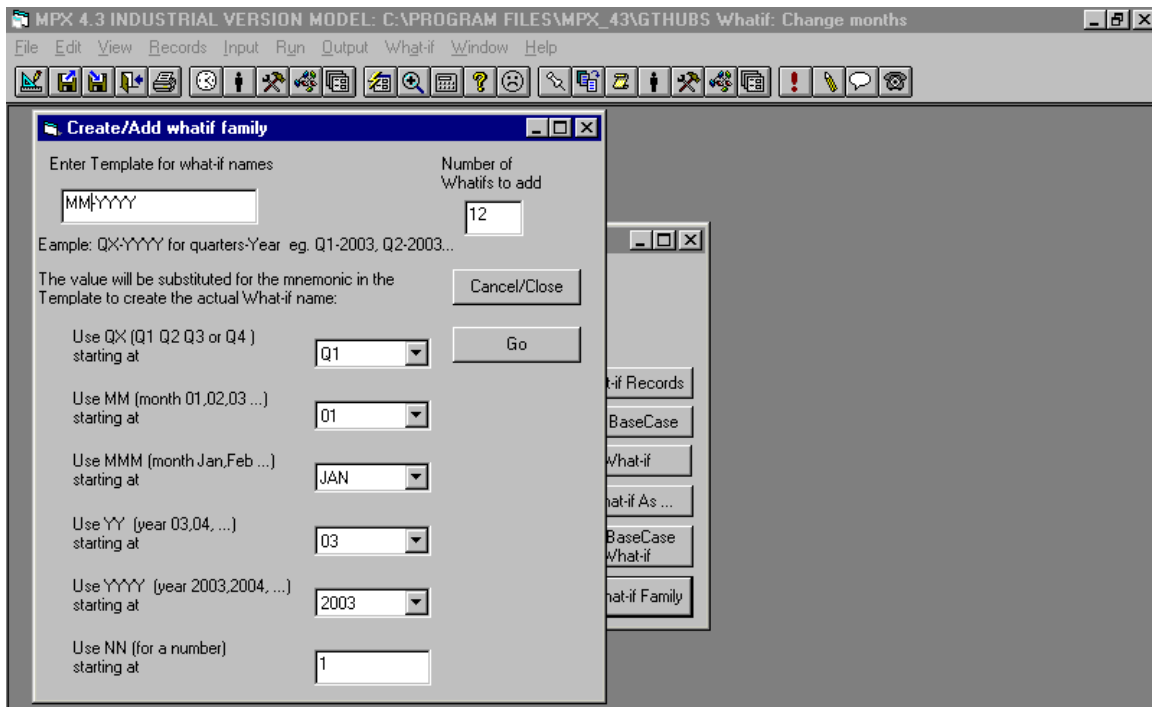 MPX 4.3 INDUSTRIAL VERSION MODEL: C:\PROGRAM FILES\MPX_43\GTHUBS Whatif: Change months
File Edit View Records Input Run Output What-if Window Help
Create/Add whatif family
Enter Template for what-if names
Number of
Whatifs to add
MM-YYYY
12
Eample: QX-YYYY for quarters-Year eg. Q1-2003, Q2-2003...
The value will be substituted for the mnemonic in the
Template to create the actual What-if name:
Cancel/Close
Go
Use QX (Q1 Q2 Q3 or Q4 )
starting at
Q1
Use MM (month 01,02,03 ...)
starting at
01
Use MMM (month Jan,Feb ...)
starting at
JAN
Use YY (year 03,04, ...)
starting at
03
Use YYYY (year 2003,2004, ...)
starting at
2003
Use NN (for a number)
starting at
1
t-if Records
BaseCase
What-if
hat-if As ...
BaseCase
What-if
hat-if Family